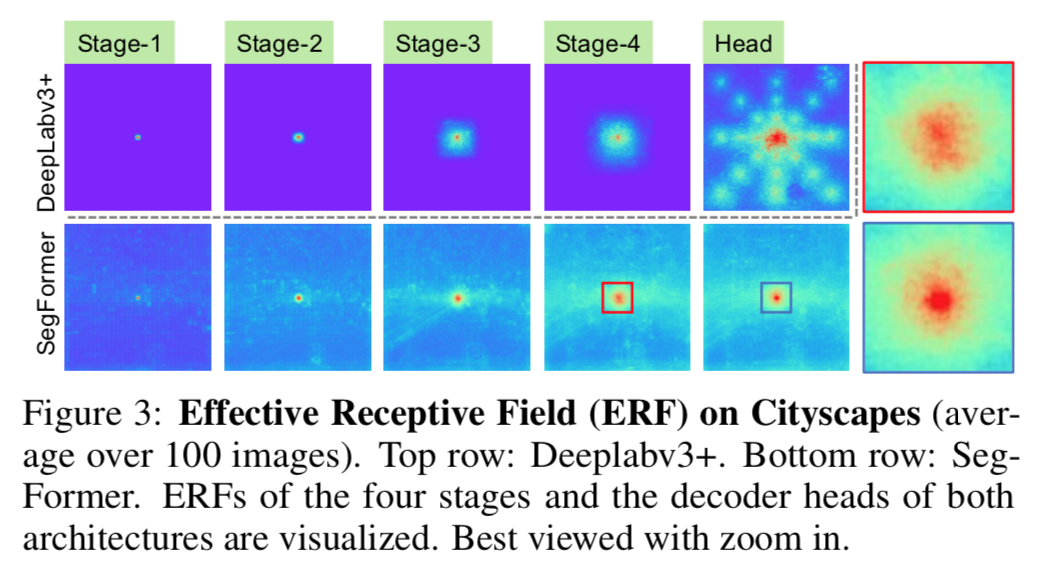 Stage-1 Stage-2 Stage-3 Stage-4 Head
DeepLabv3+
SegFormer
Figure 3: Effective Receptive Field (ERF) on Cityscapes (aver-
age over 100 images). Top row: Deeplabv3+. Bottom row: Seg-
Former. ERFs of the four stages and the decoder heads of both
architectures are visualized. Best viewed with zoom in.